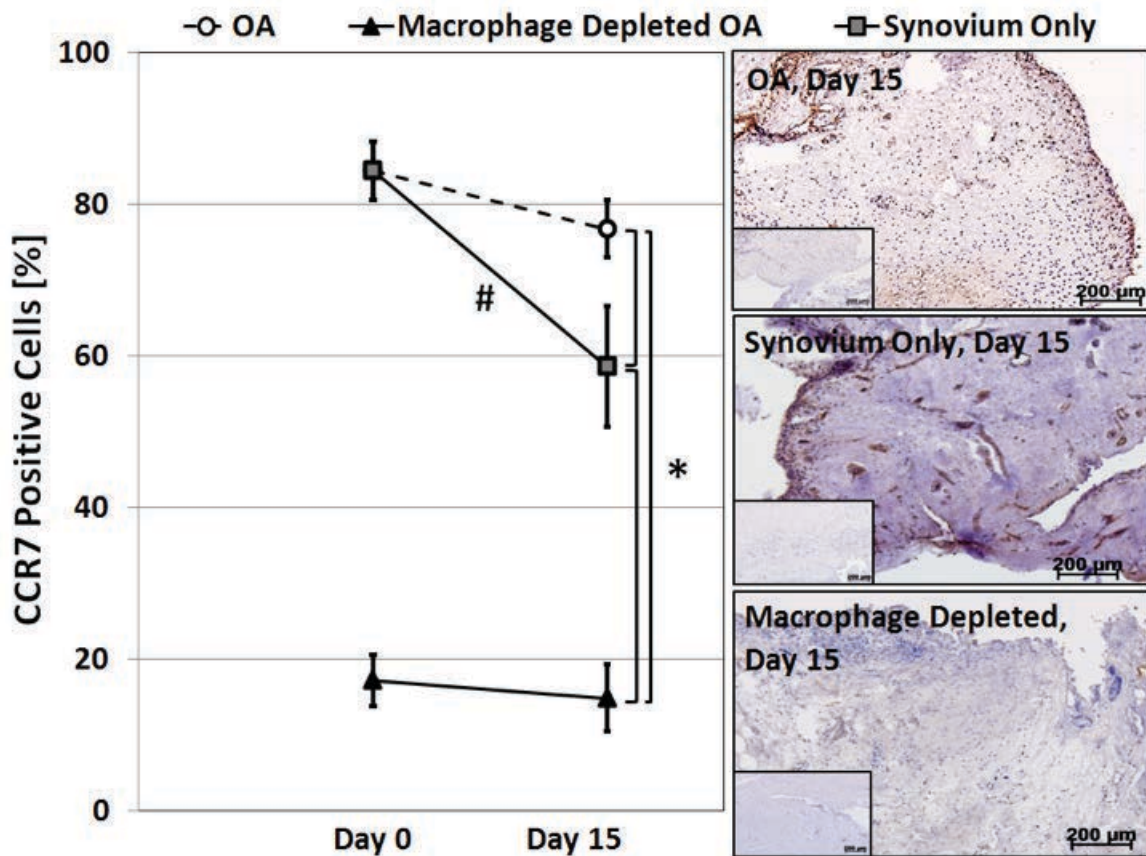 OA
Macrophage Depleted OA
Synovium Only
CCR7 Positive Cells [%]
100
80
60
40
20
0
#
*
Day 0
Day 15
OA, Day 15
200 µm
Synovium Only, Day 15
200 µm
Macrophage Depleted,
Day 15
200 µm